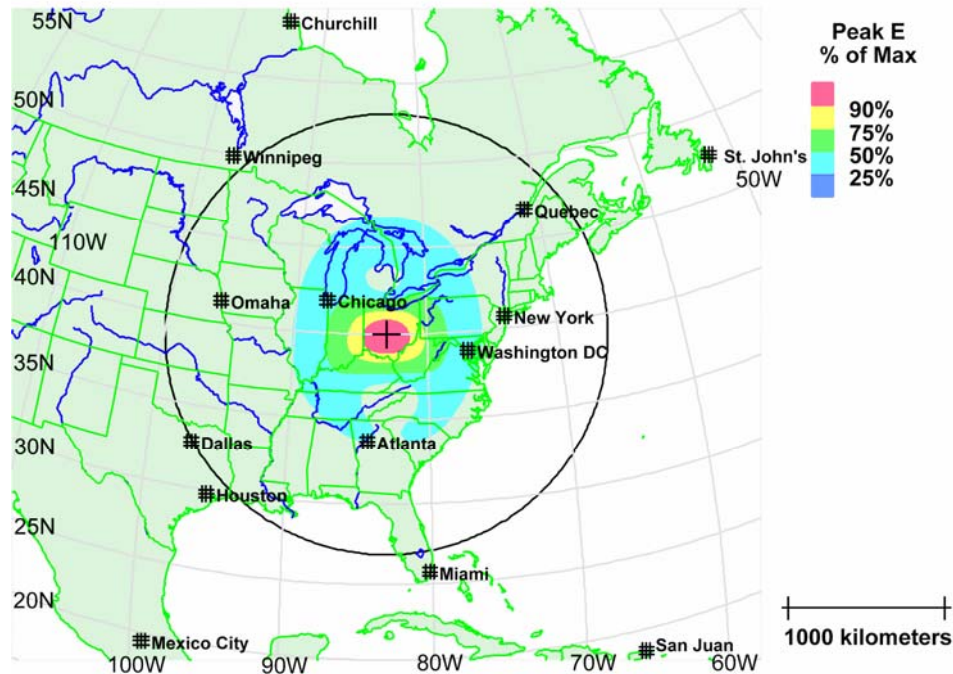 55N
Churchill
50N
Winnipeg
St. John's
50W
45N
Quebec
110W
40N
Omaha
Chicago
New York
Washington DC
35N
30N
Dallas
Atlanta
Houston
25N
Miami
20N
Mexico City
San Juan
100W
90W
80W
70W
60W
Peak E
% of Max
90%
75%
50%
25%
1000 kilometers